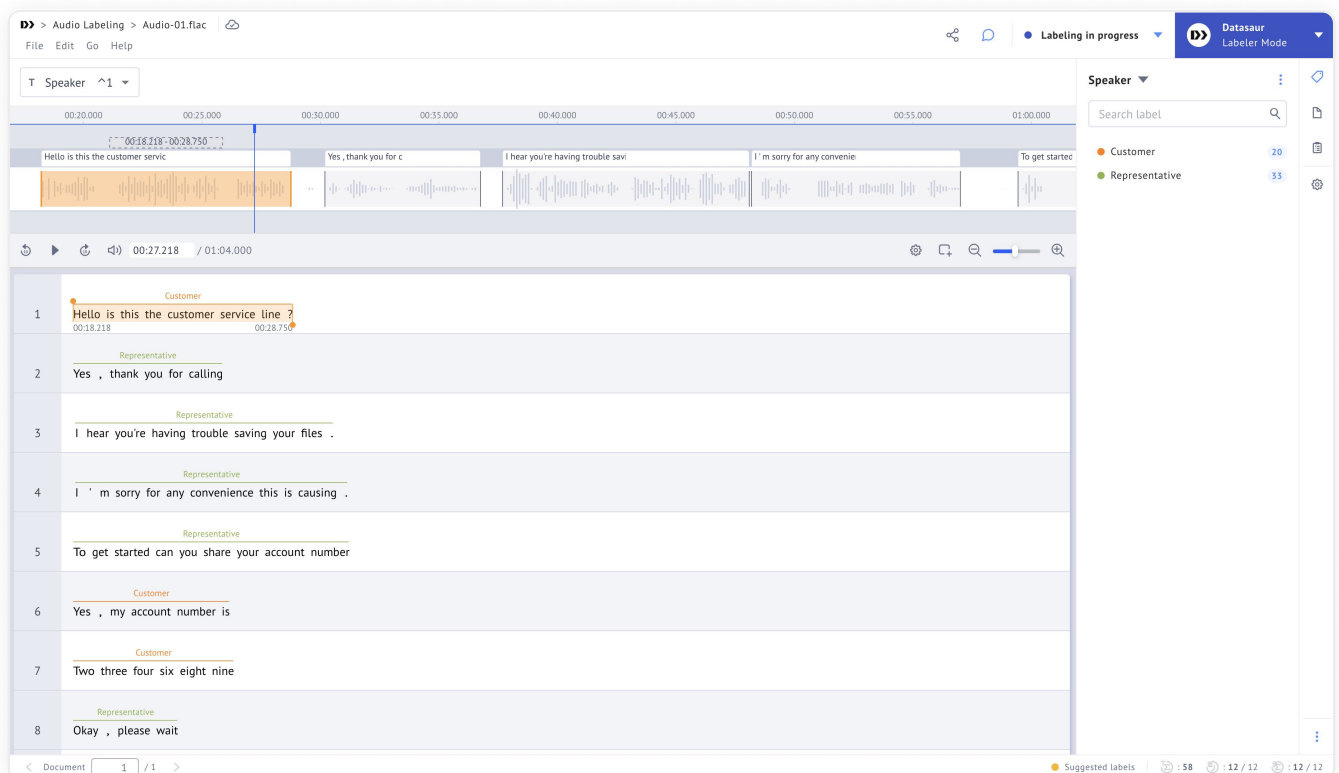 > Audio Labeling > Audio-01.flac
File Edit Go Help
Labeling in progress
Datasaur
Labeler Mode
T Speaker ^1
00:20.000 00:25.000 00:30.000 00:35.000 00:40.000 00:45.000 00:50.000 00:55.000 01:00.000
00:18.218 - 00:28.750
Hello is this the customer servic
Yes , thank you for c
I hear you're having trouble savi
I ' m sorry for any convenie
To get started
00:27.218 / 01:04.000
Customer
1 Hello is this the customer service line ?
00:18.218 00:28.750
Representative
2 Yes , thank you for calling
Representative
3 I hear you're having trouble saving your files .
Representative
4 I ' m sorry for any convenience this is causing .
Representative
5 To get started can you share your account number
Customer
6 Yes , my account number is
Customer
7 Two three four six eight nine
Representative
8 Okay , please wait
Speaker
Search label
Customer 20
Representative 33
< Document 1 / 1 >
Suggested labels : 58 : 12 / 12 : 12 / 12